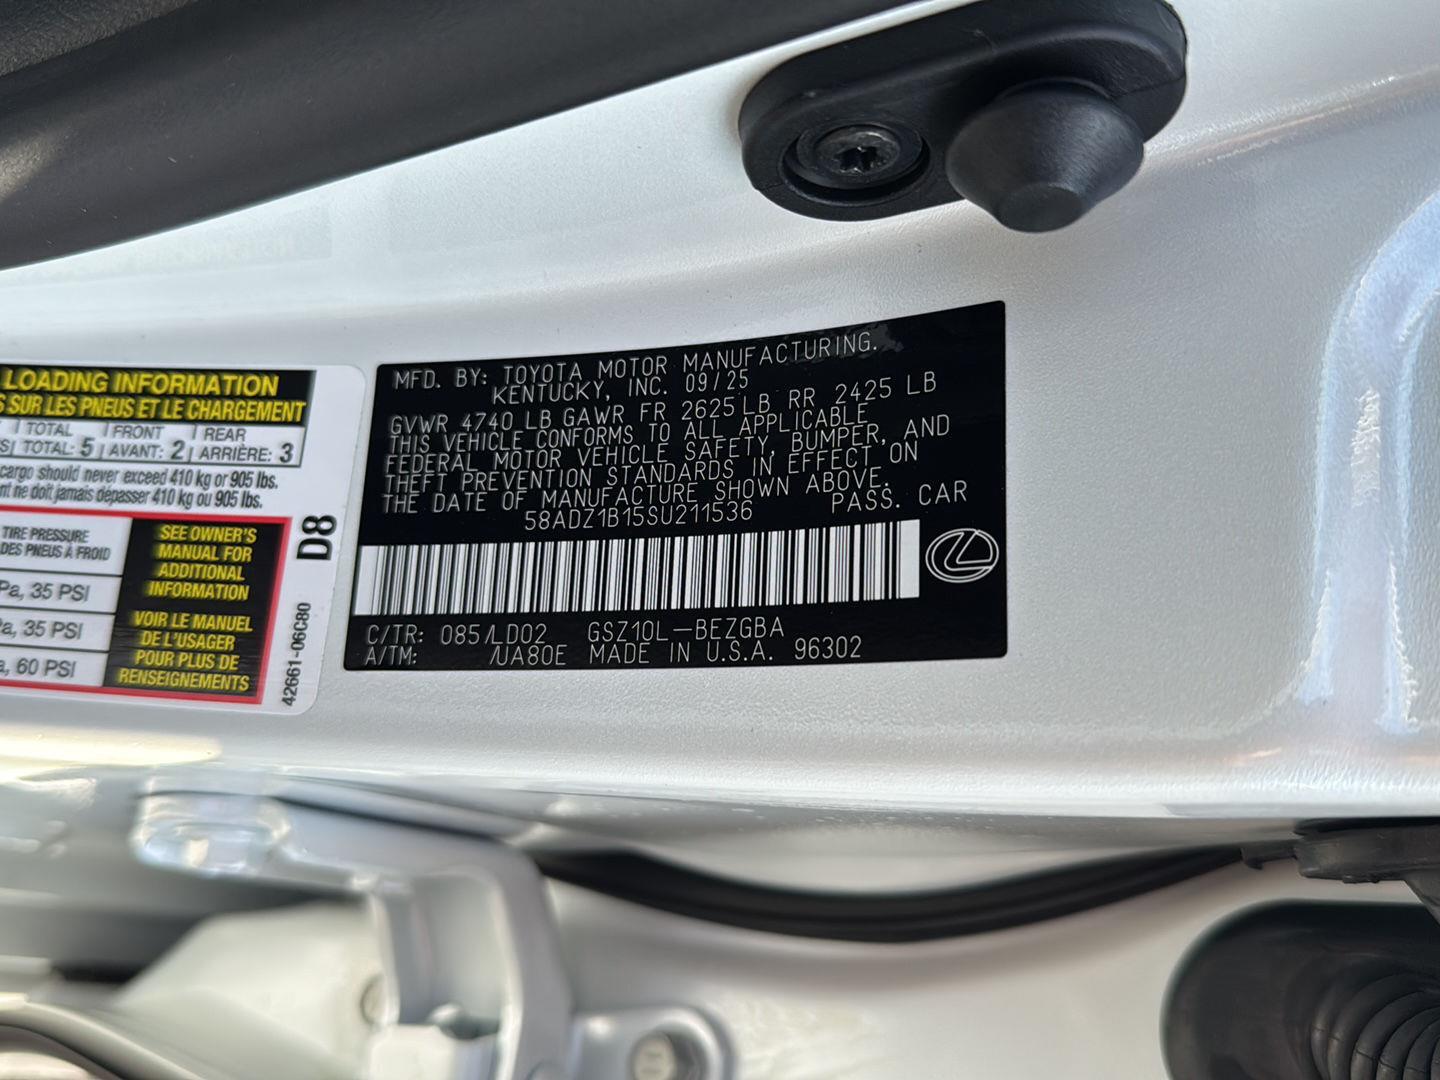 LOADING INFORMATION
SUR LES PNEUS ET LE CHARGEMENT
TOTAL FRONT REAR
TOTAL: 5 AVANT: 2 ARRIÈRE: 3
cargo should never exceed 410 kg or 905 lbs.
ne doit jamais dépasser 410 kg ou 905 lbs.
TIRE PRESSURE
DES PNEUS À FROID
Pa, 35 PSI
a, 35 PSI
a, 60 PSI
SEE OWNER'S
MANUAL FOR
ADDITIONAL
INFORMATION
VOIR LE MANUEL
DE L'USAGER
POUR PLUS DE
RENSEIGNEMENTS
D8
42661-06C80
MFD. BY: TOYOTA MOTOR MANUFACTURING.
KENTUCKY, INC. 09/25
GVWR 4740 LB GAWR FR 2625 LB RR 2425 LB
THIS VEHICLE CONFORMS TO ALL APPLICABLE
FEDERAL MOTOR VEHICLE SAFETY, BUMPER, AND
THEFT PREVENTION STANDARDS IN EFFECT ON
THE DATE OF MANUFACTURE SHOWN ABOVE.
58ADZ1B15SU211536 PASS. CAR
C/TR: 085/LD02 GSZ10L-BEZGBA
A/TM: /UA80E MADE IN U.S.A. 96302